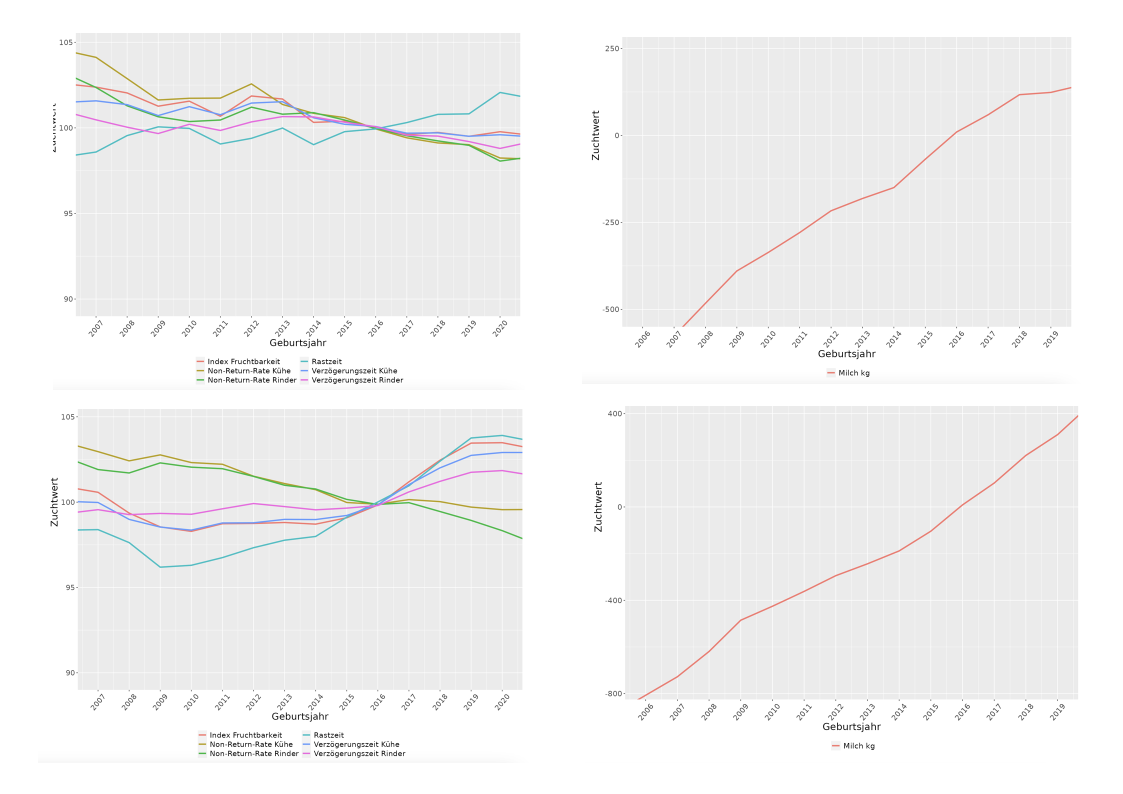 105
100
95
90
Zuchtwert
2007 2008 2009 2010 2011 2012 2013 2014 2015 2016 2017 2018 2019 2020
Geburtsjahr
Index Fruchtbarkeit Rastzeit
Non-Return-Rate Kühe Verzögerungszeit Kühe
Non-Return-Rate Rinder Verzögerungszeit Rinder
250
0
-250
-500
Zuchtwert
2006 2007 2008 2009 2010 2011 2012 2013 2014 2015 2016 2017 2018 2019
Geburtsjahr
Milch kg
105
100
95
90
Zuchtwert
2007 2008 2009 2010 2011 2012 2013 2014 2015 2016 2017 2018 2019 2020
Geburtsjahr
Index Fruchtbarkeit Rastzeit
Non-Return-Rate Kühe Verzögerungszeit Kühe
Non-Return-Rate Rinder Verzögerungszeit Rinder
400
0
-400
-800
Zuchtwert
2006 2007 2008 2009 2010 2011 2012 2013 2014 2015 2016 2017 2018 2019
Geburtsjahr
Milch kg